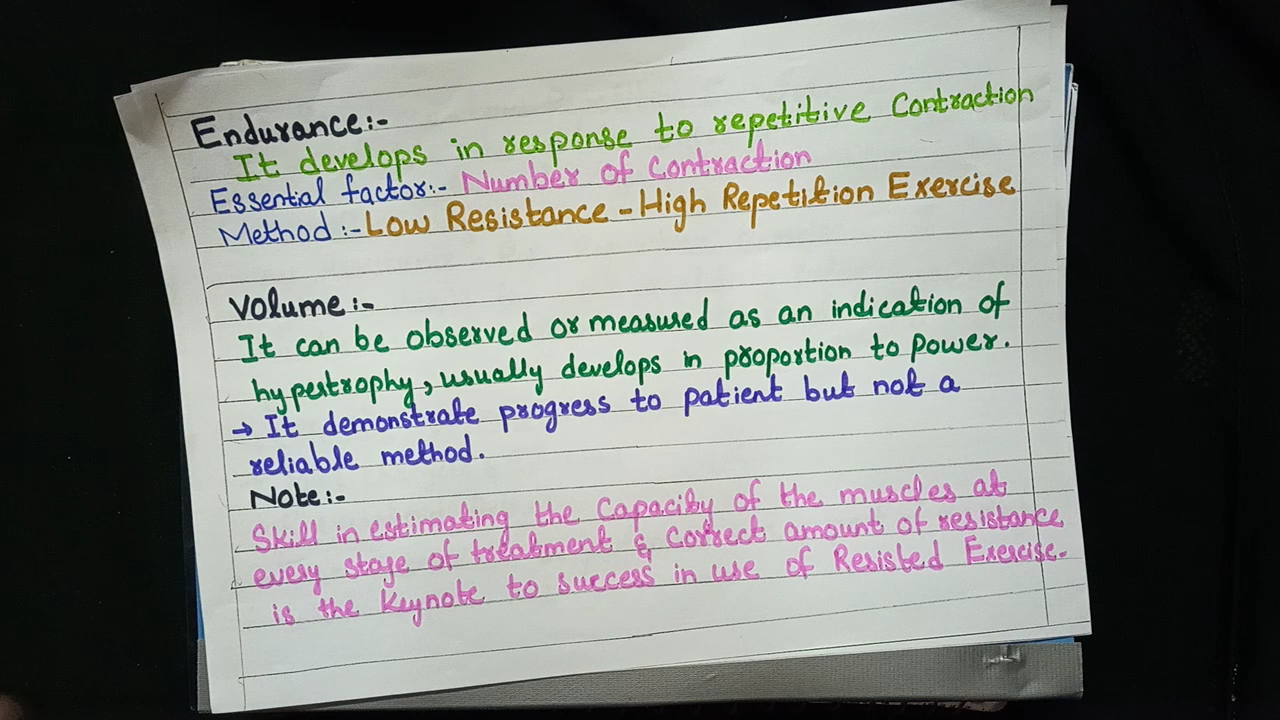 Endurance:-
It develops in response to repetitive Contraction
Essential factor:- Number of Contraction
Method:- Low Resistance - High Repetition Exercise
Volume:-
It can be observed or measured as an indication of
hypertrophy, usually develops in proportion to power.
→ It demonstrate progress to patient but not a
reliable method.
Note:-
Skill in estimating the Capacity of the muscles at
every stage of treatment & Correct amount of resistance
is the Keynote to success in use of Resisted Exercise.